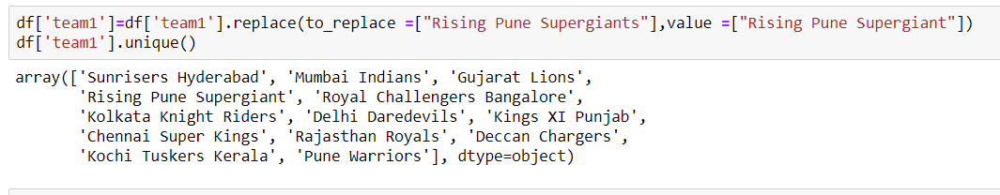 df['team1']=df['team1'].replace(to_replace =["Rising Pune Supergiants"],value =["Rising Pune Supergiant"])
df['team1'].unique()
array(['Sunrisers Hyderabad', 'Mumbai Indians', 'Gujarat Lions',
'Rising Pune Supergiant', 'Royal Challengers Bangalore',
'Kolkata Knight Riders', 'Delhi Daredevils', 'Kings XI Punjab',
'Chennai Super Kings', 'Rajasthan Royals', 'Deccan Chargers',
'Kochi Tuskers Kerala', 'Pune Warriors'], dtype=object)